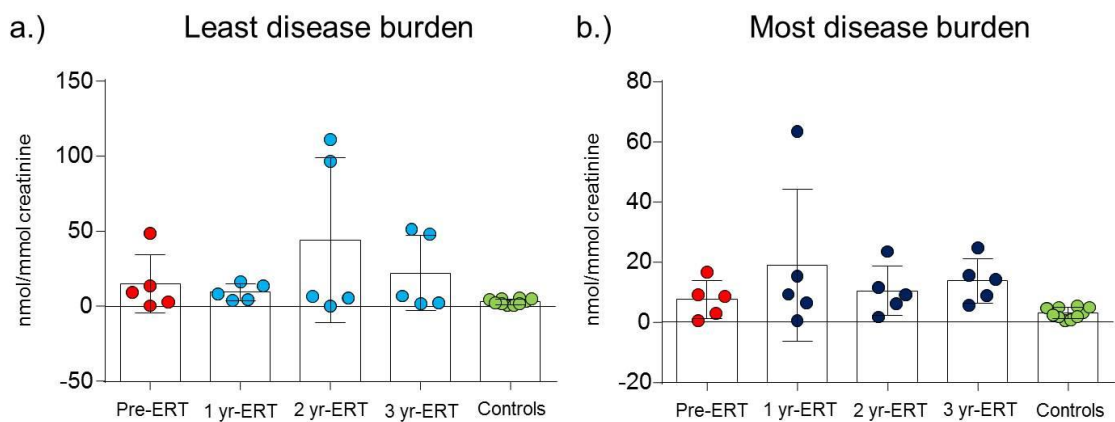 a.) Least disease burden
nmol/mmol creatinine
150
100
50
0
-50
Pre-ERT 1 yr-ERT 2 yr-ERT 3 yr-ERT Controls
b.) Most disease burden
nmol/mmol creatinine
80
60
40
20
0
-20
Pre-ERT 1 yr-ERT 2 yr-ERT 3 yr-ERT Controls